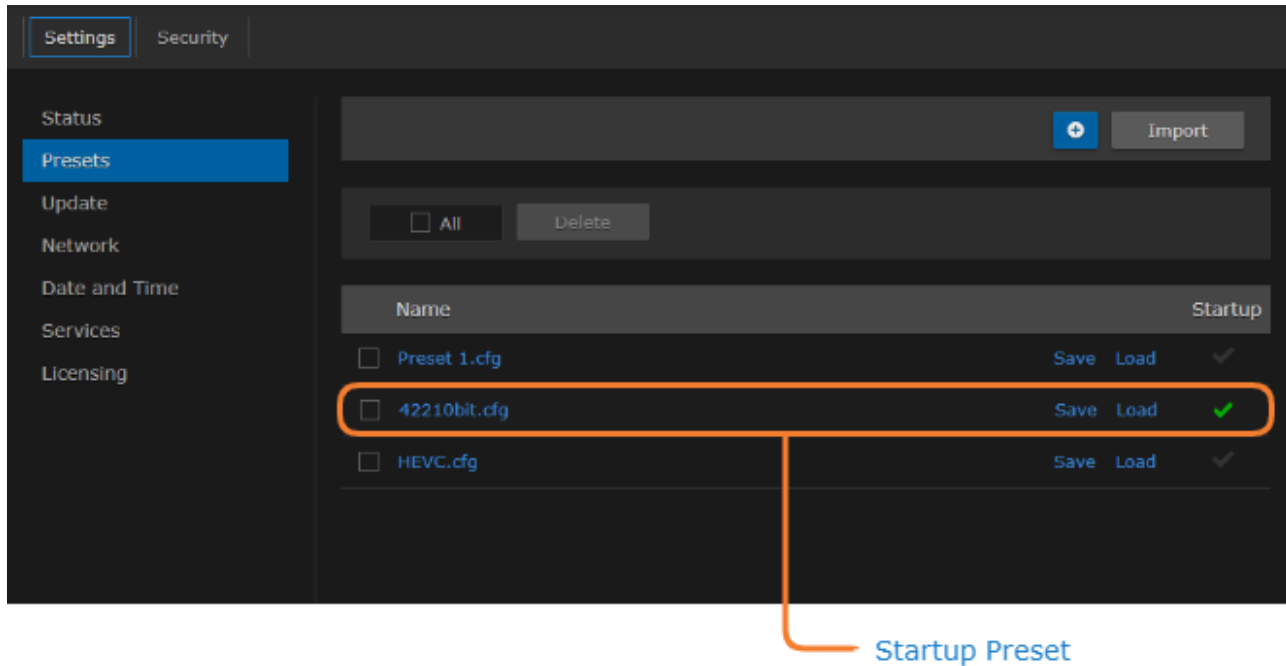 Settings Security
Status
Presets
Update
Network
Date and Time
Services
Licensing
Import
All Delete
Name Startup
Preset 1.cfg Save Load
42210bit.cfg Save Load
HEVC.cfg Save Load
Startup Preset